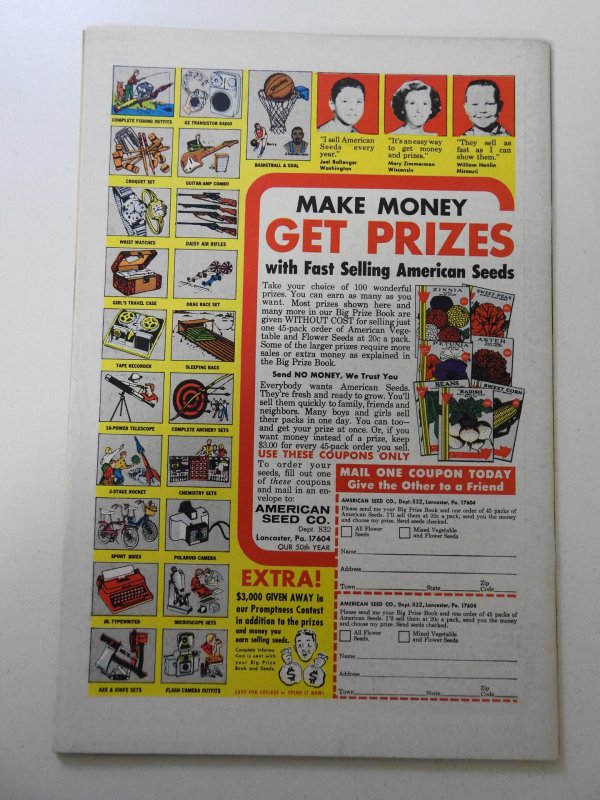 COMPLETE FISHING OUTFITS
GE TRANSISTOR RADIO
BASKETBALL & GOAL
CROQUET SET
GUITAR-AMP COMBO
WRIST WATCHES
DAISY AIR RIFLES
GIRL'S TRAVEL CASE
DRAG RACE SET
TAPE RECORDER
SLEEPING BAGS
10-POWER TELESCOPE
COMPLETE ARCHERY SETS
3-STAGE ROCKET
CHEMISTRY SETS
SPORT BIKES
POLAROID CAMERA
JR. TYPEWRITER
MICROSCOPE SETS
AXE & KNIFE SETS
FLASH CAMERA OUTFITS
"I sell American
Seeds every
year."
Joel Ballenger
Washington
"It's an easy way
to get money
and prizes."
Mary Zimmerman
Wisconsin
"They sell as
fast as I can
show them."
William Hanlin
Missouri
MAKE MONEY
GET PRIZES
with Fast Selling American Seeds
Take your choice of 100 wonderful
prizes. You can earn as many as you
want. Most prizes shown here and
many more in our Big Prize Book are
given WITHOUT COST for selling just
one 45-pack order of American Vege-
table and Flower Seeds at 20c a pack.
Some of the larger prizes require more
sales or extra money as explained in
the Big Prize Book.
Send NO MONEY, We Trust You
Everybody wants American Seeds.
They're fresh and ready to grow. You'll
sell them quickly to family, friends and
neighbors. Many boys and girls sell
their packs in one day. You can too—
and get your prize at once. Or, if you
want money instead of a prize, keep
$3.00 for every 45-pack order you sell.
ZINNIA
SWEET PEAS
PETUNIA
ASTER
BEANS
RADISH
SWEET CORN
USE THESE COUPONS ONLY
To order your
seeds, fill out one
of these coupons
and mail in an en-
velope to:
AMERICAN
SEED CO.
Dept. 832
Lancaster, Pa. 17604
OUR 50th YEAR
MAIL ONE COUPON TODAY
Give the Other to a Friend
AMERICAN SEED CO., Dept. 832, Lancaster, Pa. 17604
Please send me your Big Prize Book and one order of 45 packs of
American Seeds. I'll sell them at 20c a pack, send you the money
and choose my prize. Send seeds checked.
All Flower
Seeds
Mixed Vegetable
and Flower Seeds
Name
Address
Town State Zip
Code
AMERICAN SEED CO., Dept. 832, Lancaster, Pa. 17604
Please send me your Big Prize Book and one order of 45 packs of
American Seeds. I'll sell them at 20c a pack, send you the money
and choose my prize. Send seeds checked.
All Flower
Seeds
Mixed Vegetable
and Flower Seeds
Name
Address
Town State Zip
Code
EXTRA!
$3,000 GIVEN AWAY in
our Promptness Contest
in addition to the prizes
and money you
earn selling seeds.
Complete informa-
tion is sent with
your Big Prize
Book and Seeds.
$ $
SAVE FOR COLLEGE or SPEND IT NOW!